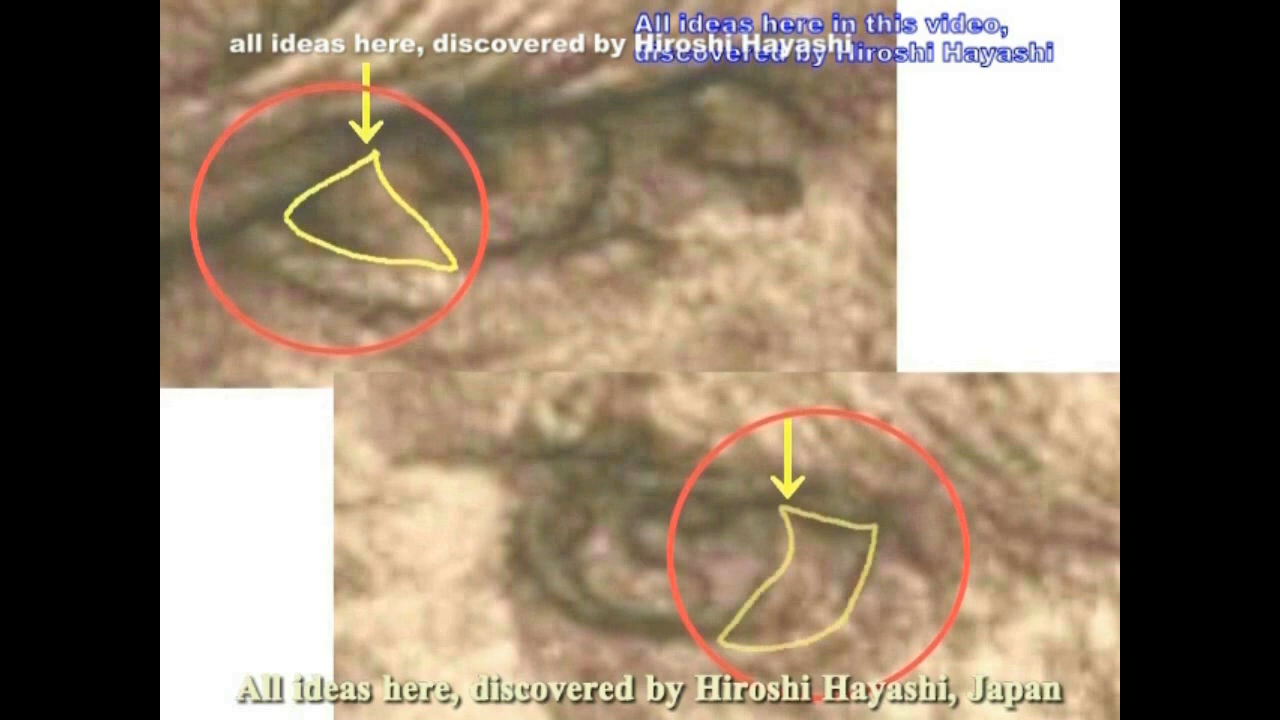 All ideas here in this video,
all ideas here, discovered by Hiroshi Hayashi
discovered by Hiroshi Hayashi
All ideas here, discovered by Hiroshi Hayashi, Japan